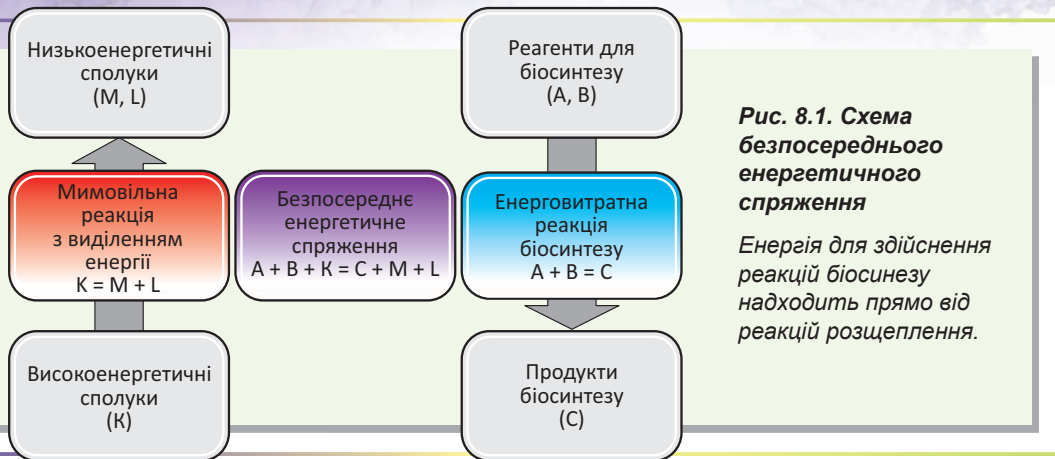 Низькоенергетичні
сполуки
(M, L)
Реагенти для
біосинтезу
(А, В)
Мимовільна
реакція
з виділенням
енергії
K = M + L
Безпосереднє
енергетичне
спряження
A + B + К = C + M + L
Енерговитратна
реакція
біосинтезу
A + B = C
Високоенергетичні
сполуки
(К)
Продукти
біосинтезу
(С)
Рис. 8.1. Схема
безпосереднього
енергетичного
спряження
Енергія для здійснення
реакцій біосинезу
надходить прямо від
реакцій розщеплення.